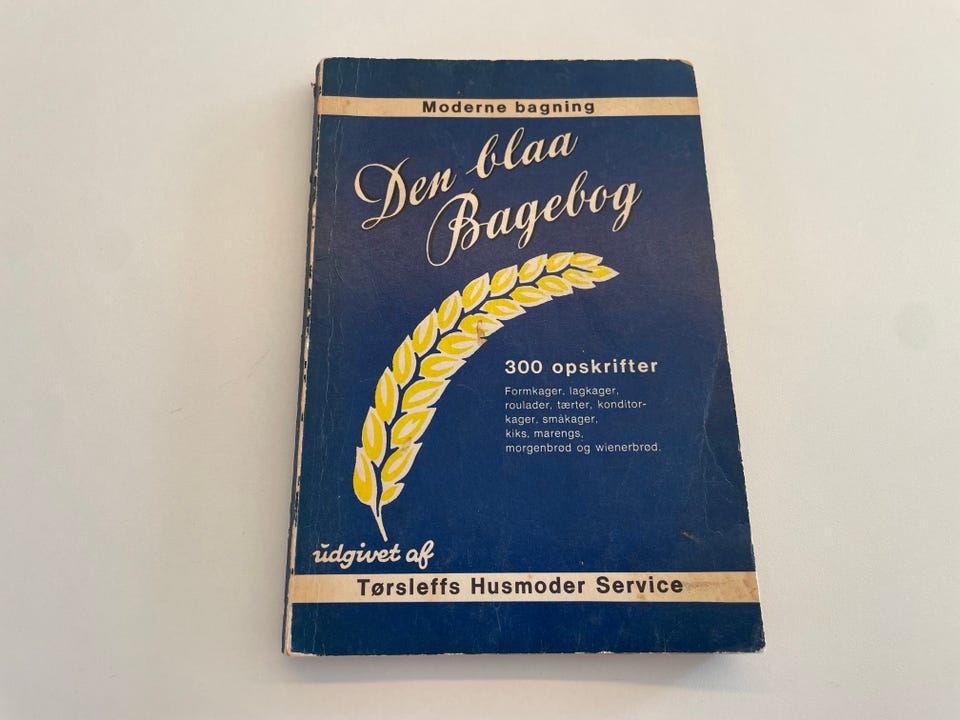 Moderne bagning
Den blaa
Bagebog
300 opskrifter
Formkager, lagkager,
roulader, tærter, konditor-
kager, småkager,
kiks, marengs,
morgenbrød og wienerbrød.
udgivet af
Tørsleffs Husmoder Service